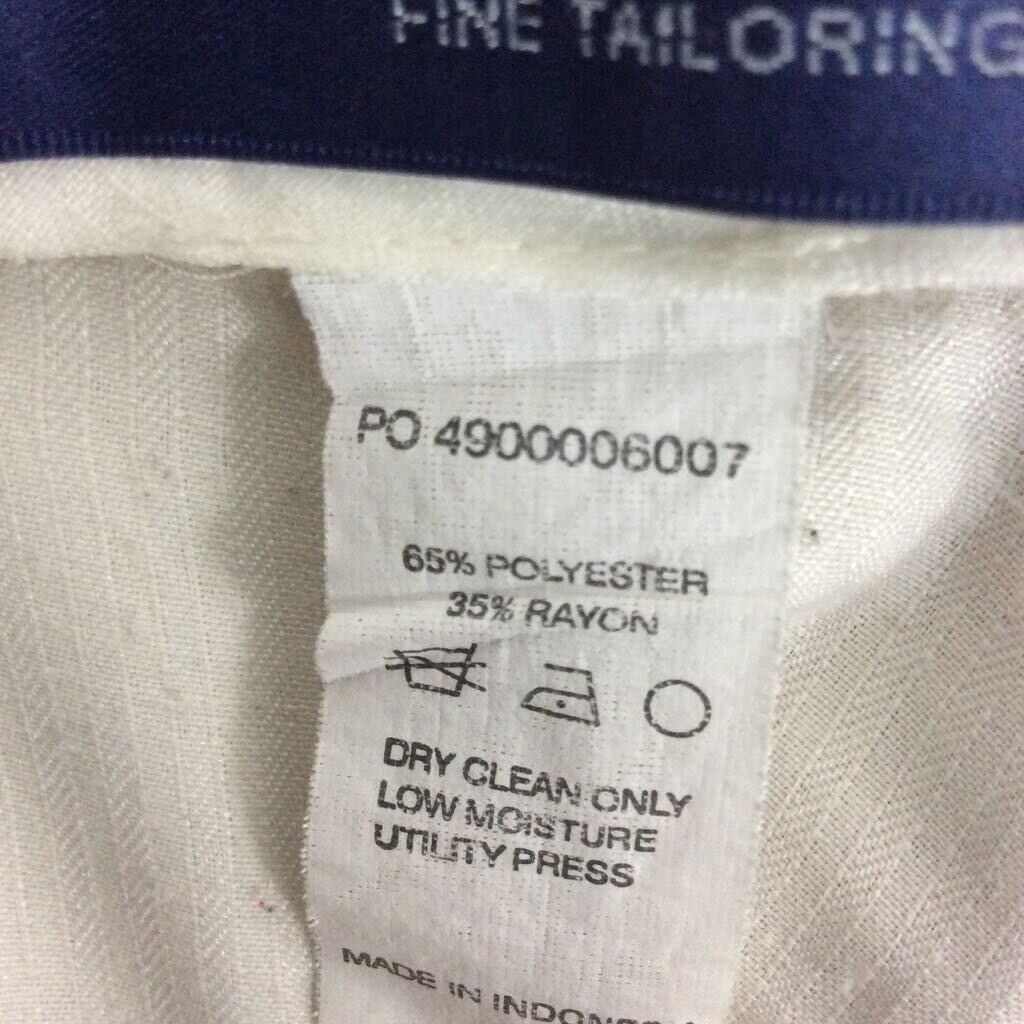 FINE TAILORING
PO 4900006007
65% POLYESTER
35% RAYON
DRY CLEAN ONLY
LOW MOISTURE
UTILITY PRESS
MADE IN